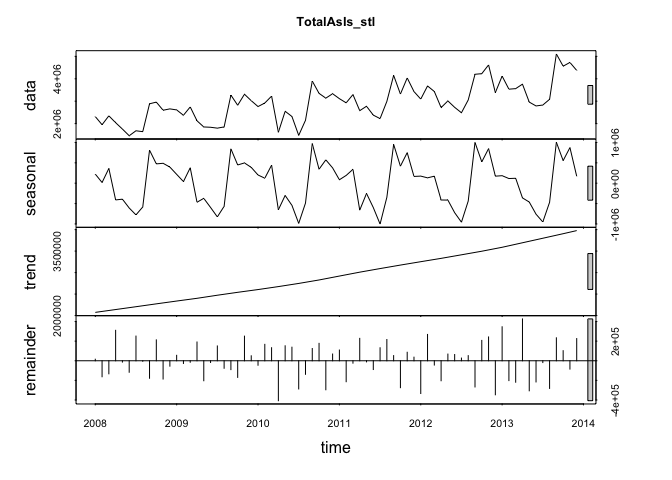 TotalAsIs_stl
data
2e+06
4e+06
seasonal
-1e+06
0e+00
1e+06
trend
2000000
3500000
remainder
-4e+05
2e+05
2008 2009 2010 2011 2012 2013 2014
time